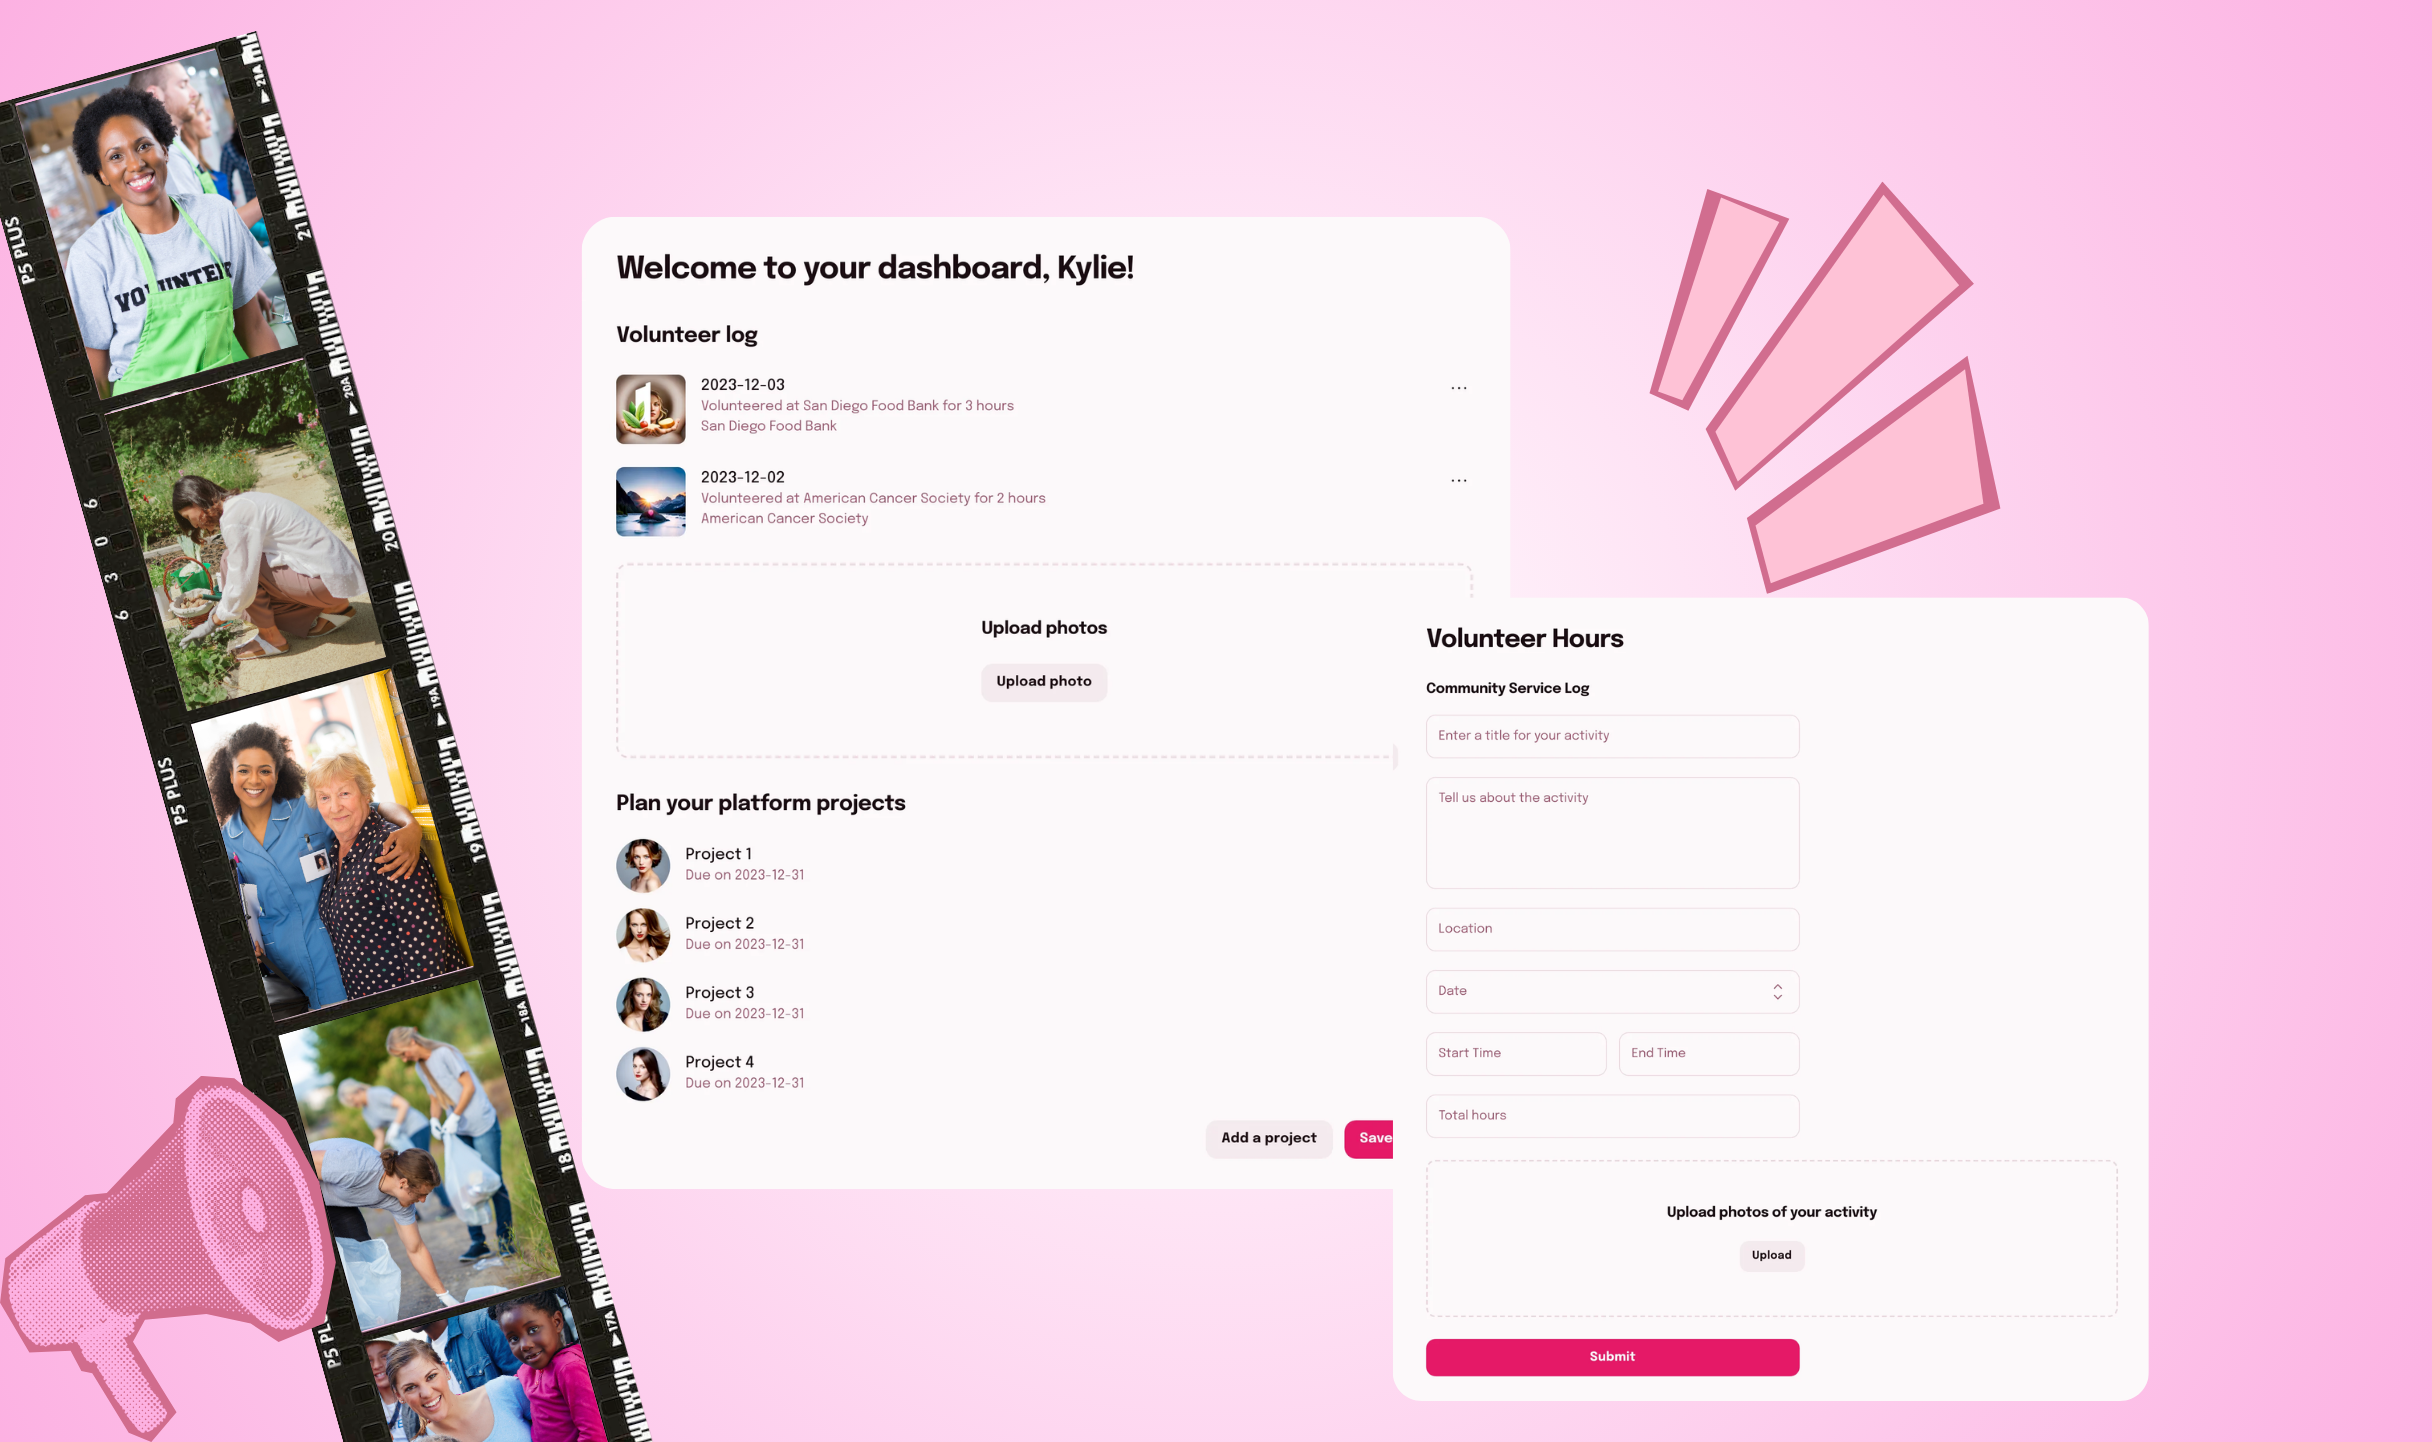 21A
P5 PLUS
VOLUNTEER
21
20A
6 0 3 6
20
19A
P5 PLUS
19
18A
18
17A
Welcome to your dashboard, Kylie!
Volunteer log
2023-12-03
Volunteered at San Diego Food Bank for 3 hours
San Diego Food Bank
...
2023-12-02
Volunteered at American Cancer Society for 2 hours
American Cancer Society
...
Upload photos
Upload photo
Plan your platform projects
Project 1
Due on 2023-12-31
Project 2
Due on 2023-12-31
Project 3
Due on 2023-12-31
Project 4
Due on 2023-12-31
Add a project
Save
Volunteer Hours
Community Service Log
Enter a title for your activity
Tell us about the activity
Location
Date
Start Time
End Time
Total hours
Upload photos of your activity
Upload
Submit